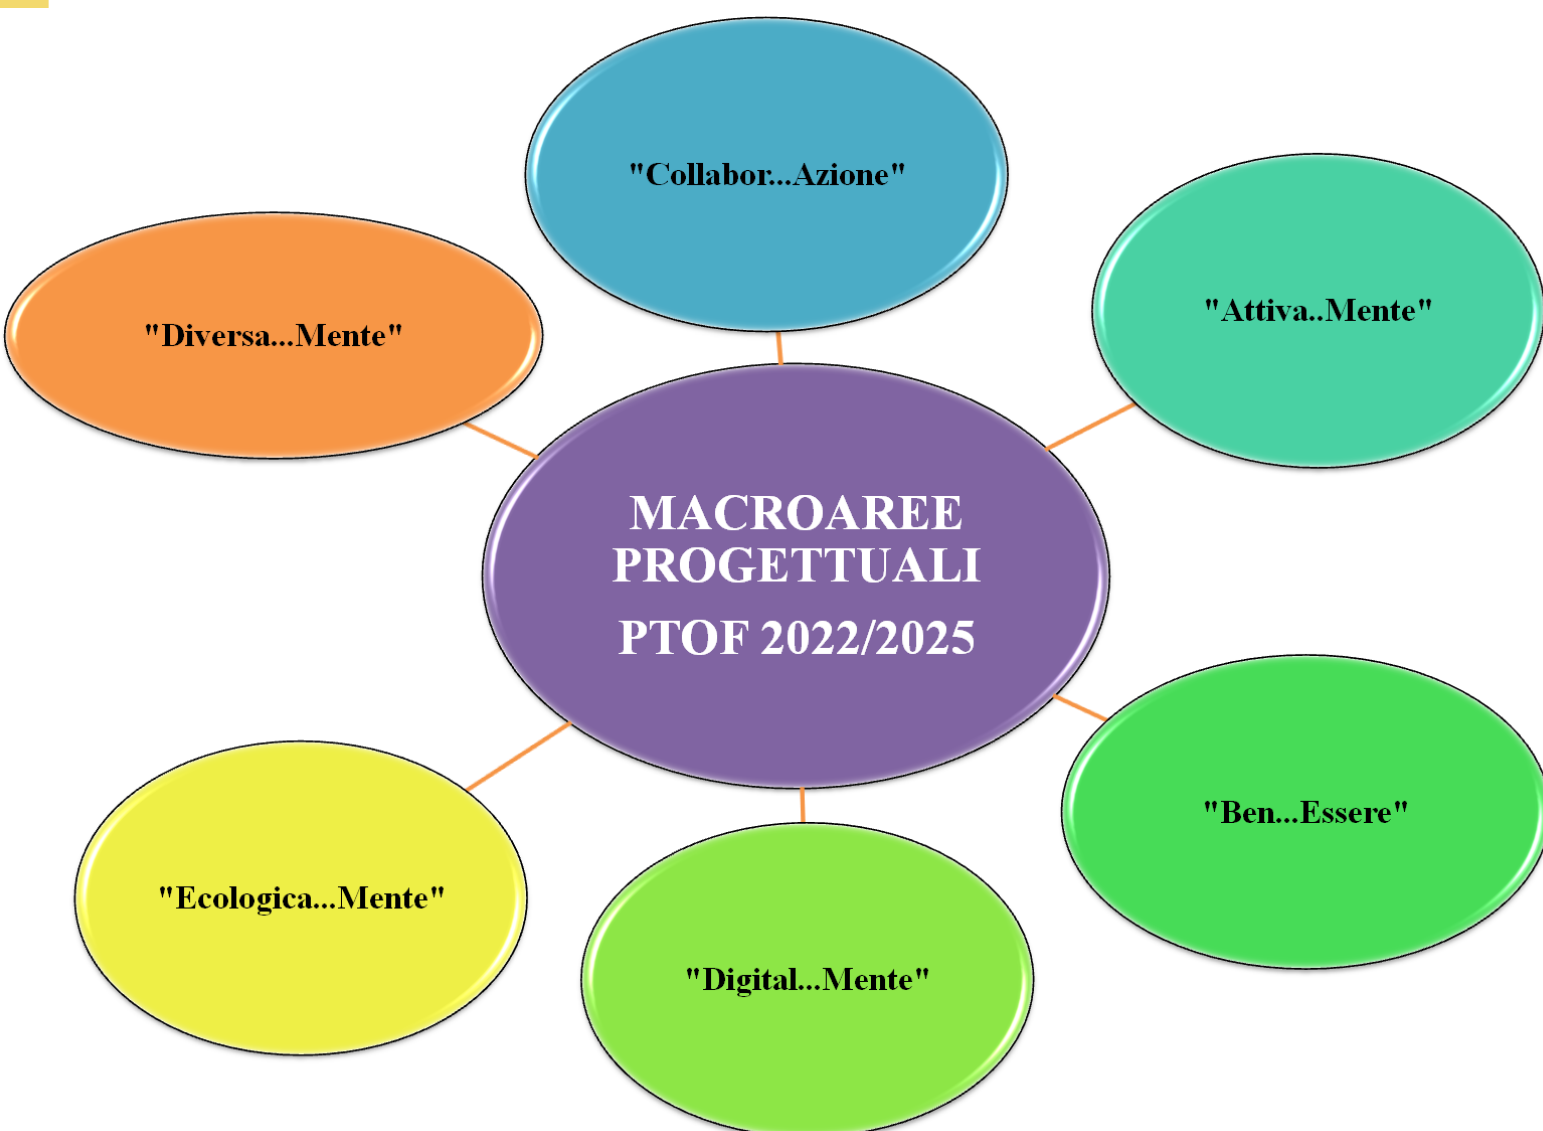 "Collabor...Azione"
"Attiva..Mente"
"Diversa...Mente"
MACROAREE
PROGETTUALI
PTOF 2022/2025
"Ben...Essere"
"Ecologica...Mente"
"Digital...Mente"